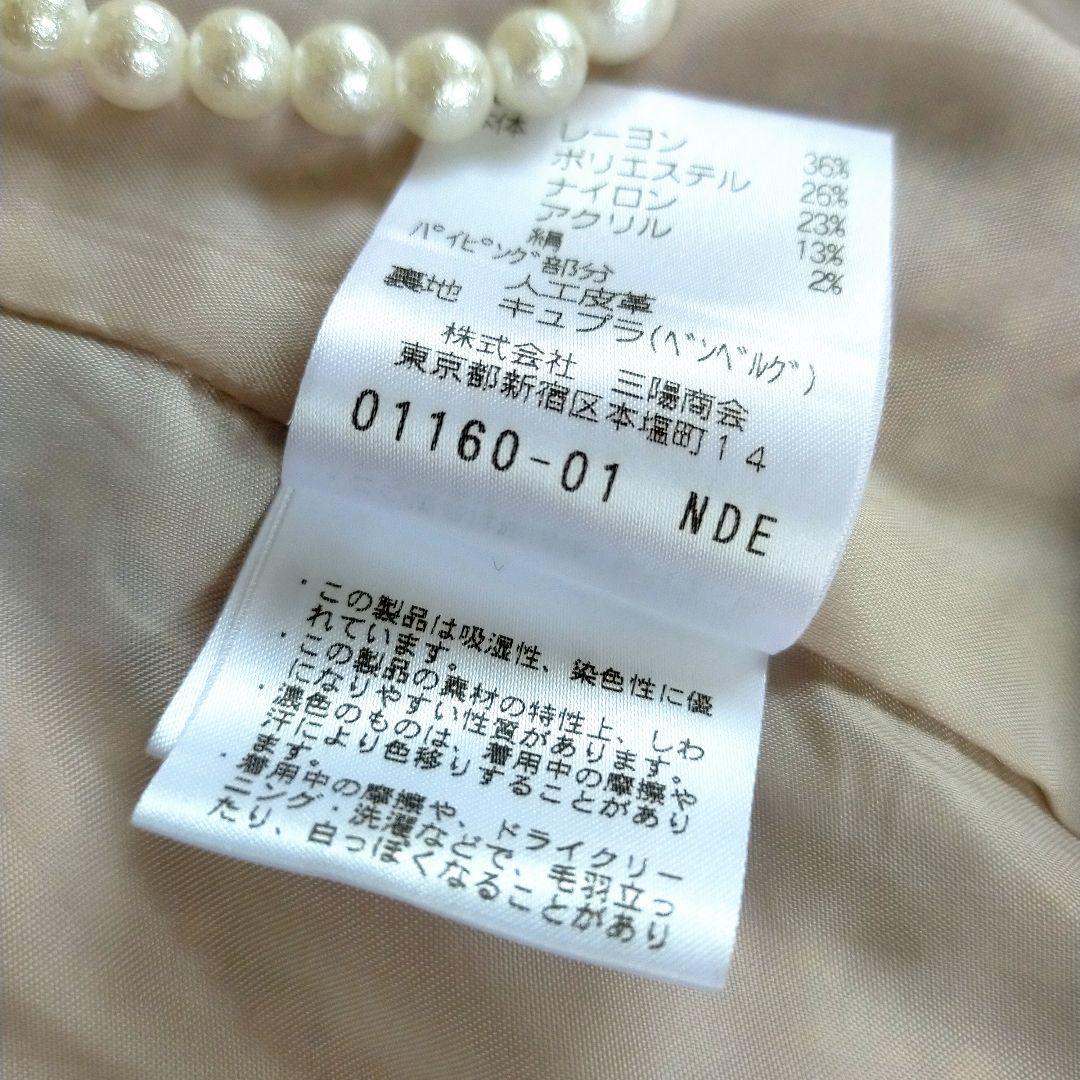 本体 レーヨン 36%
ポリエステル 26%
ナイロン 23%
アクリル 13%
絹 2%
ﾊﾟｲﾋﾟﾝｸﾞ部分
人工皮革
裏地 キュプラ(ﾍﾞﾝﾍﾞﾙｸﾞ)
株式会社 三陽商会
東京都新宿区本塩町14
01160-01 NDE
・この製品は吸湿性、染色性に優
れています。
・この製品の素材の特性上、しわ
になりやすい性質があります。
・濃色のものは、着用中の摩擦や
汗により色移りすることがあり
ます。
・着用中の摩擦や、ドライクリー
ニング・洗濯などで、毛羽立っ
たり、白っぽくなることがあり